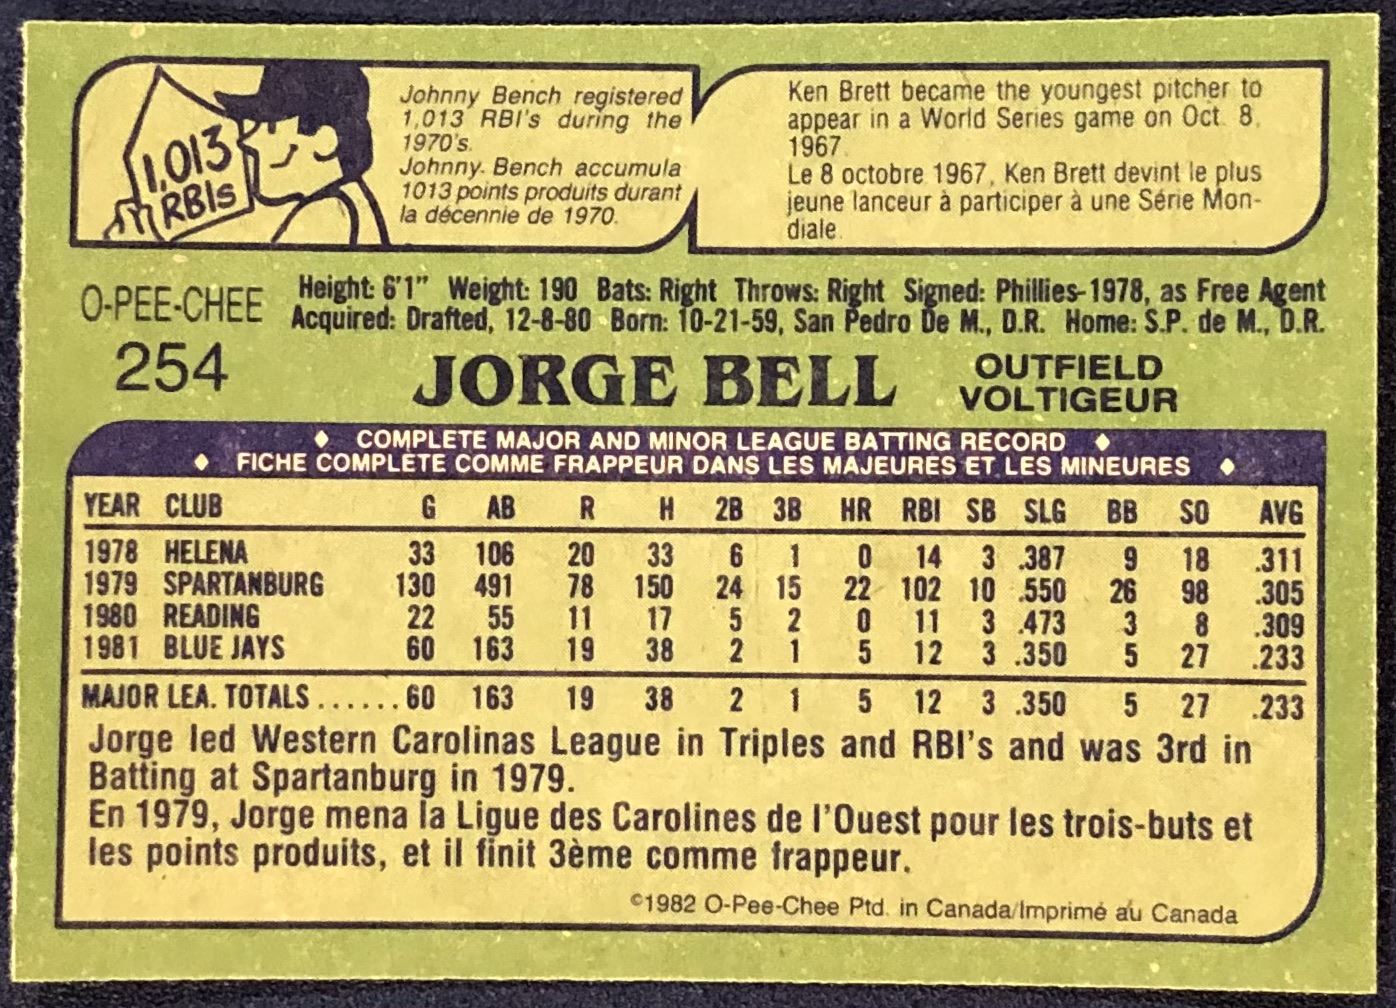 1,013
RBIs
Johnny Bench registered
1,013 RBI's during the
1970's.
Johnny Bench accumula
1013 points produits durant
la décennie de 1970.
Ken Brett became the youngest pitcher to
appear in a World Series game on Oct. 8,
1967.
Le 8 octobre 1967, Ken Brett devint le plus
jeune lanceur à participer à une Série Mon-
diale.
O-PEE-CHEE
Height: 6'1" Weight: 190 Bats: Right Throws: Right Signed: Phillies-1978, as Free Agent
Acquired: Drafted, 12-8-80 Born: 10-21-59, San Pedro De M., D.R. Home: S.P. de M., D.R.
254
JORGE BELL
OUTFIELD
VOLTIGEUR
♦ COMPLETE MAJOR AND MINOR LEAGUE BATTING RECORD ♦
♦ FICHE COMPLETE COMME FRAPPEUR DANS LES MAJEURES ET LES MINEURES ♦
YEAR CLUB G AB R H 2B 3B HR RBI SB SLG BB SO AVG
1978 HELENA 33 106 20 33 6 1 0 14 3 .387 9 18 .311
1979 SPARTANBURG 130 491 78 150 24 15 22 102 10 .550 26 98 .305
1980 READING 22 55 11 17 5 2 0 11 3 .473 3 8 .309
1981 BLUE JAYS 60 163 19 38 2 1 5 12 3 .350 5 27 .233
MAJOR LEA. TOTALS ...... 60 163 19 38 2 1 5 12 3 .350 5 27 .233
Jorge led Western Carolinas League in Triples and RBI's and was 3rd in
Batting at Spartanburg in 1979.
En 1979, Jorge mena la Ligue des Carolines de l'Ouest pour les trois-buts et
les points produits, et il finit 3ème comme frappeur.
©1982 O-Pee-Chee Ptd. in Canada/Imprimé au Canada